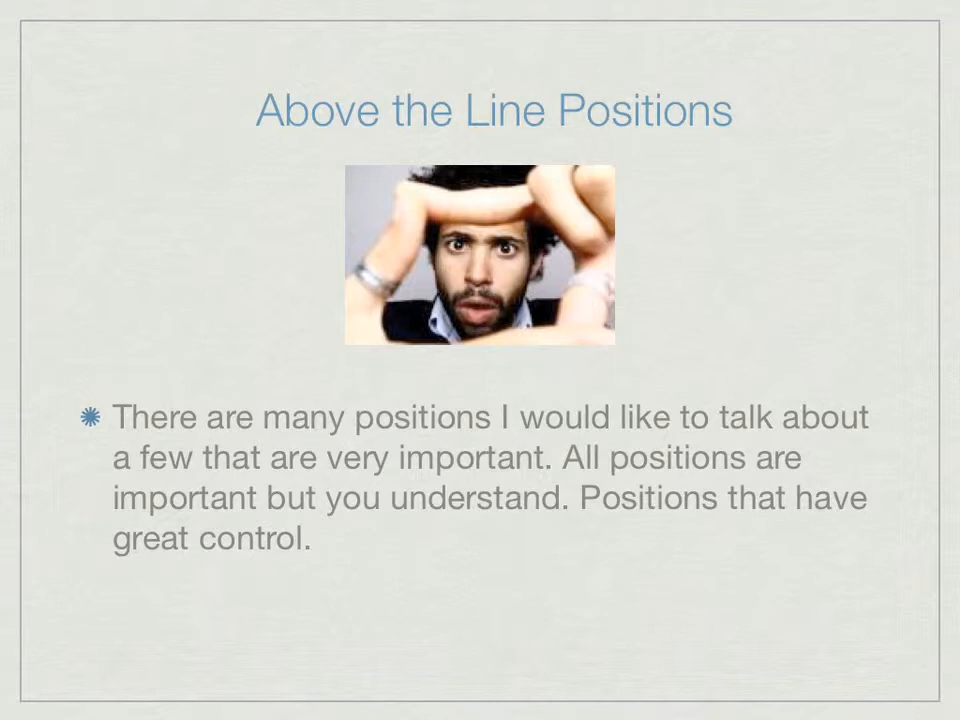 Above the Line Positions
There are many positions I would like to talk about
a few that are very important. All positions are
important but you understand. Positions that have
great control.